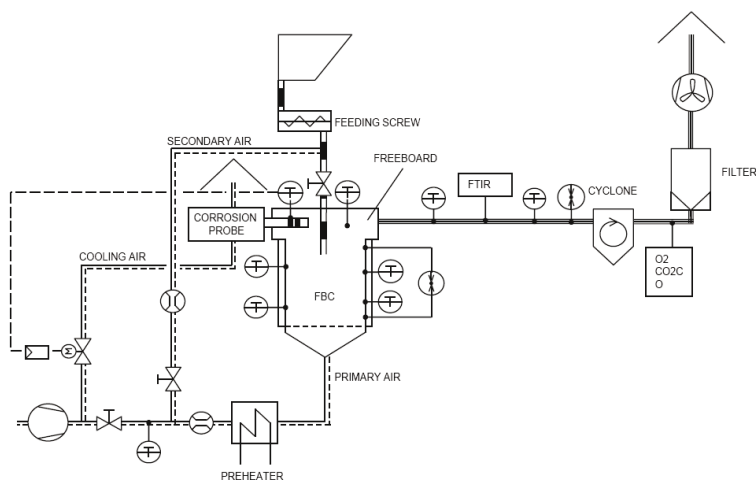 FEEDING SCREW
SECONDARY AIR
FREEBOARD
FILTER
T
T
T
FTIR
T
CYCLONE
CORROSION
PROBE
COOLING AIR
T
T
FBC
T
T
O2
CO2C
O
M
PRIMARY AIR
T
PREHEATER